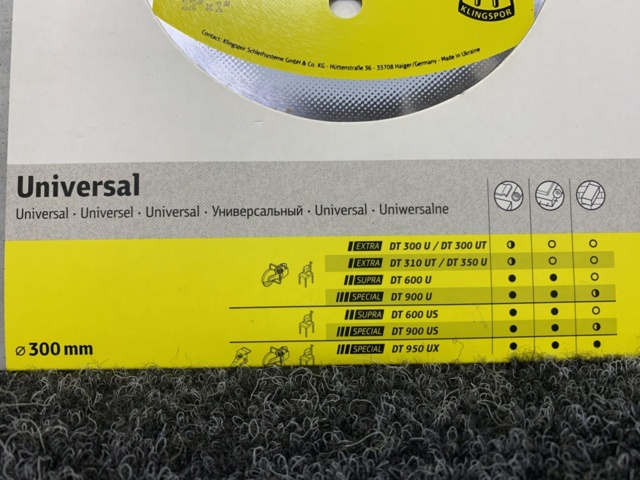 12" x 1"
KLINGSPOR
Contact: Klingspor Schleifsysteme GmbH & Co. KG · Hüttenstraße 36 · 35708 Haiger/Germany · Made in Ukraine
Universal
Universal · Universel · Universal · Универсальный · Universal · Uniwersalne
EXTRA DT 300 U / DT 300 UT
EXTRA DT 310 UT / DT 350 U
SUPRA DT 600 U
SPECIAL DT 900 U
SUPRA DT 600 US
SPECIAL DT 900 US
ø 300 mm
SPECIAL DT 950 UX